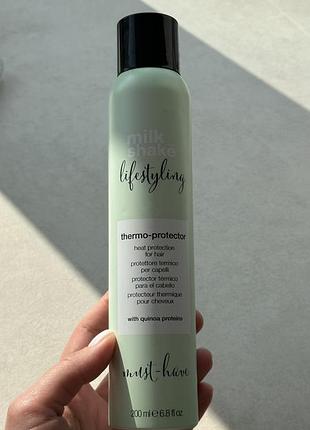 milk
shake
lifestyling
thermo-protector
heat protection
for hair
protettore termico
per capelli
protector térmico
para el cabello
protecteur thermique
pour cheveux
with quinoa proteins
must-have
200 ml e 6.8 fl.oz.